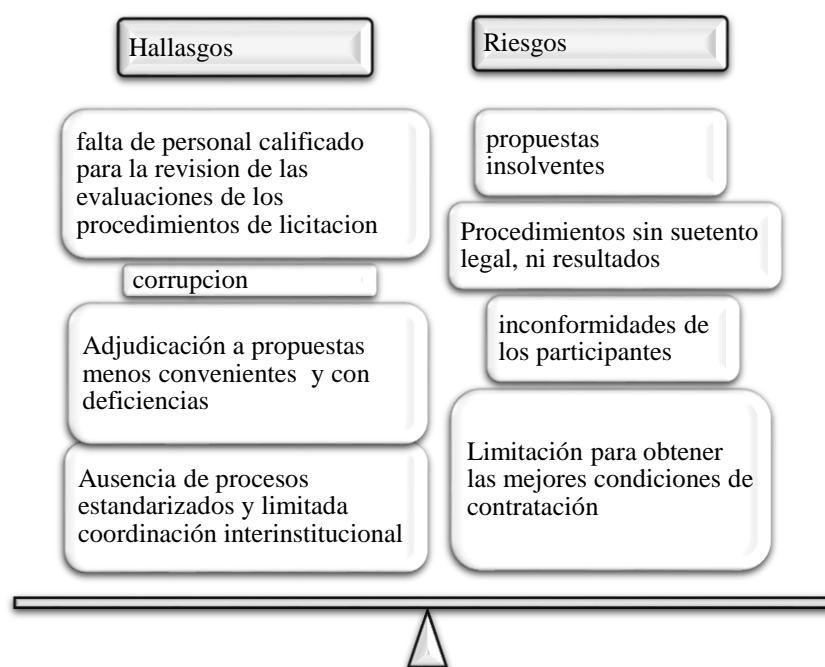 Hallasgos
falta de personal calificado
para la revision de las
evaluaciones de los
procedimientos de licitacion
corrupcion
Adjudicación a propuestas
menos convenientes y con
deficiencias
Ausencia de procesos
estandarizados y limitada
coordinación interinstitucional
Riesgos
propuestas
insolventes
Procedimientos sin suetento
legal, ni resultados
inconformidades de
los participantes
Limitación para obtener
las mejores condiciones de
contratación